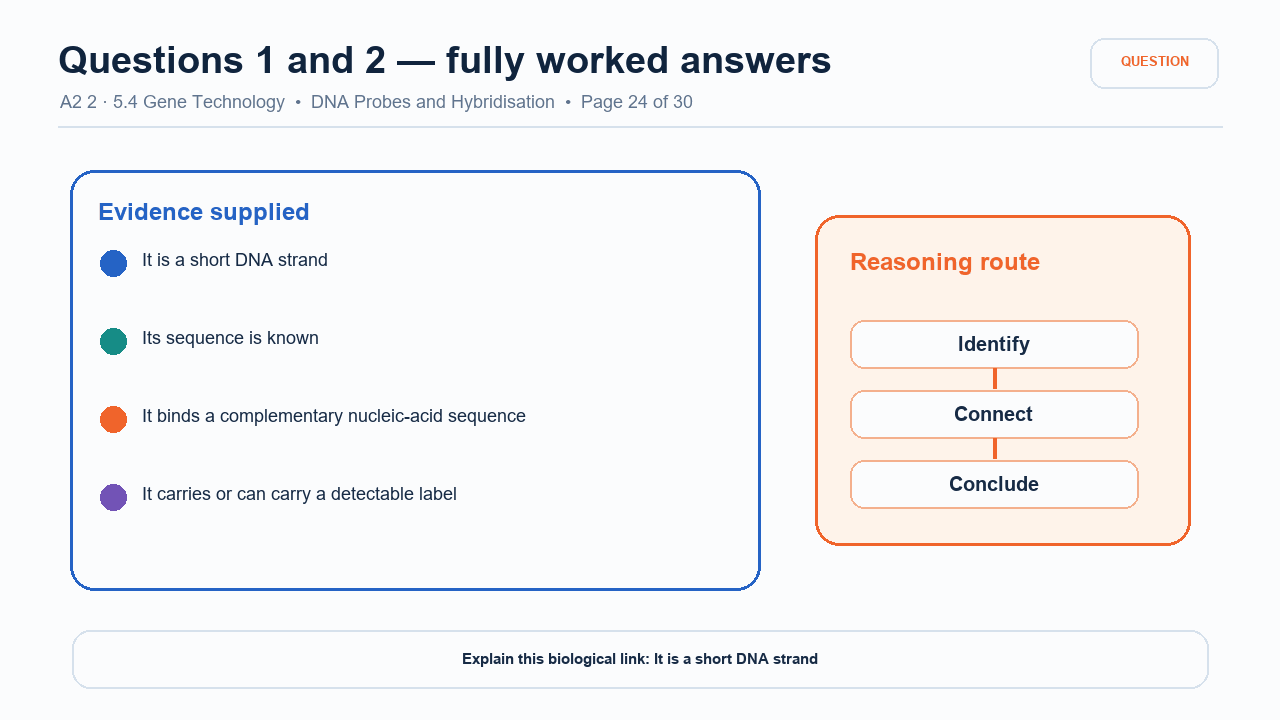 Questions 1 and 2 — fully worked answers
QUESTION
A2 2 · 5.4 Gene Technology • DNA Probes and Hybridisation • Page 24 of 30
Evidence supplied
It is a short DNA strand
Its sequence is known
It binds a complementary nucleic-acid sequence
It carries or can carry a detectable label
Reasoning route
Identify
Connect
Conclude
Explain this biological link: It is a short DNA strand